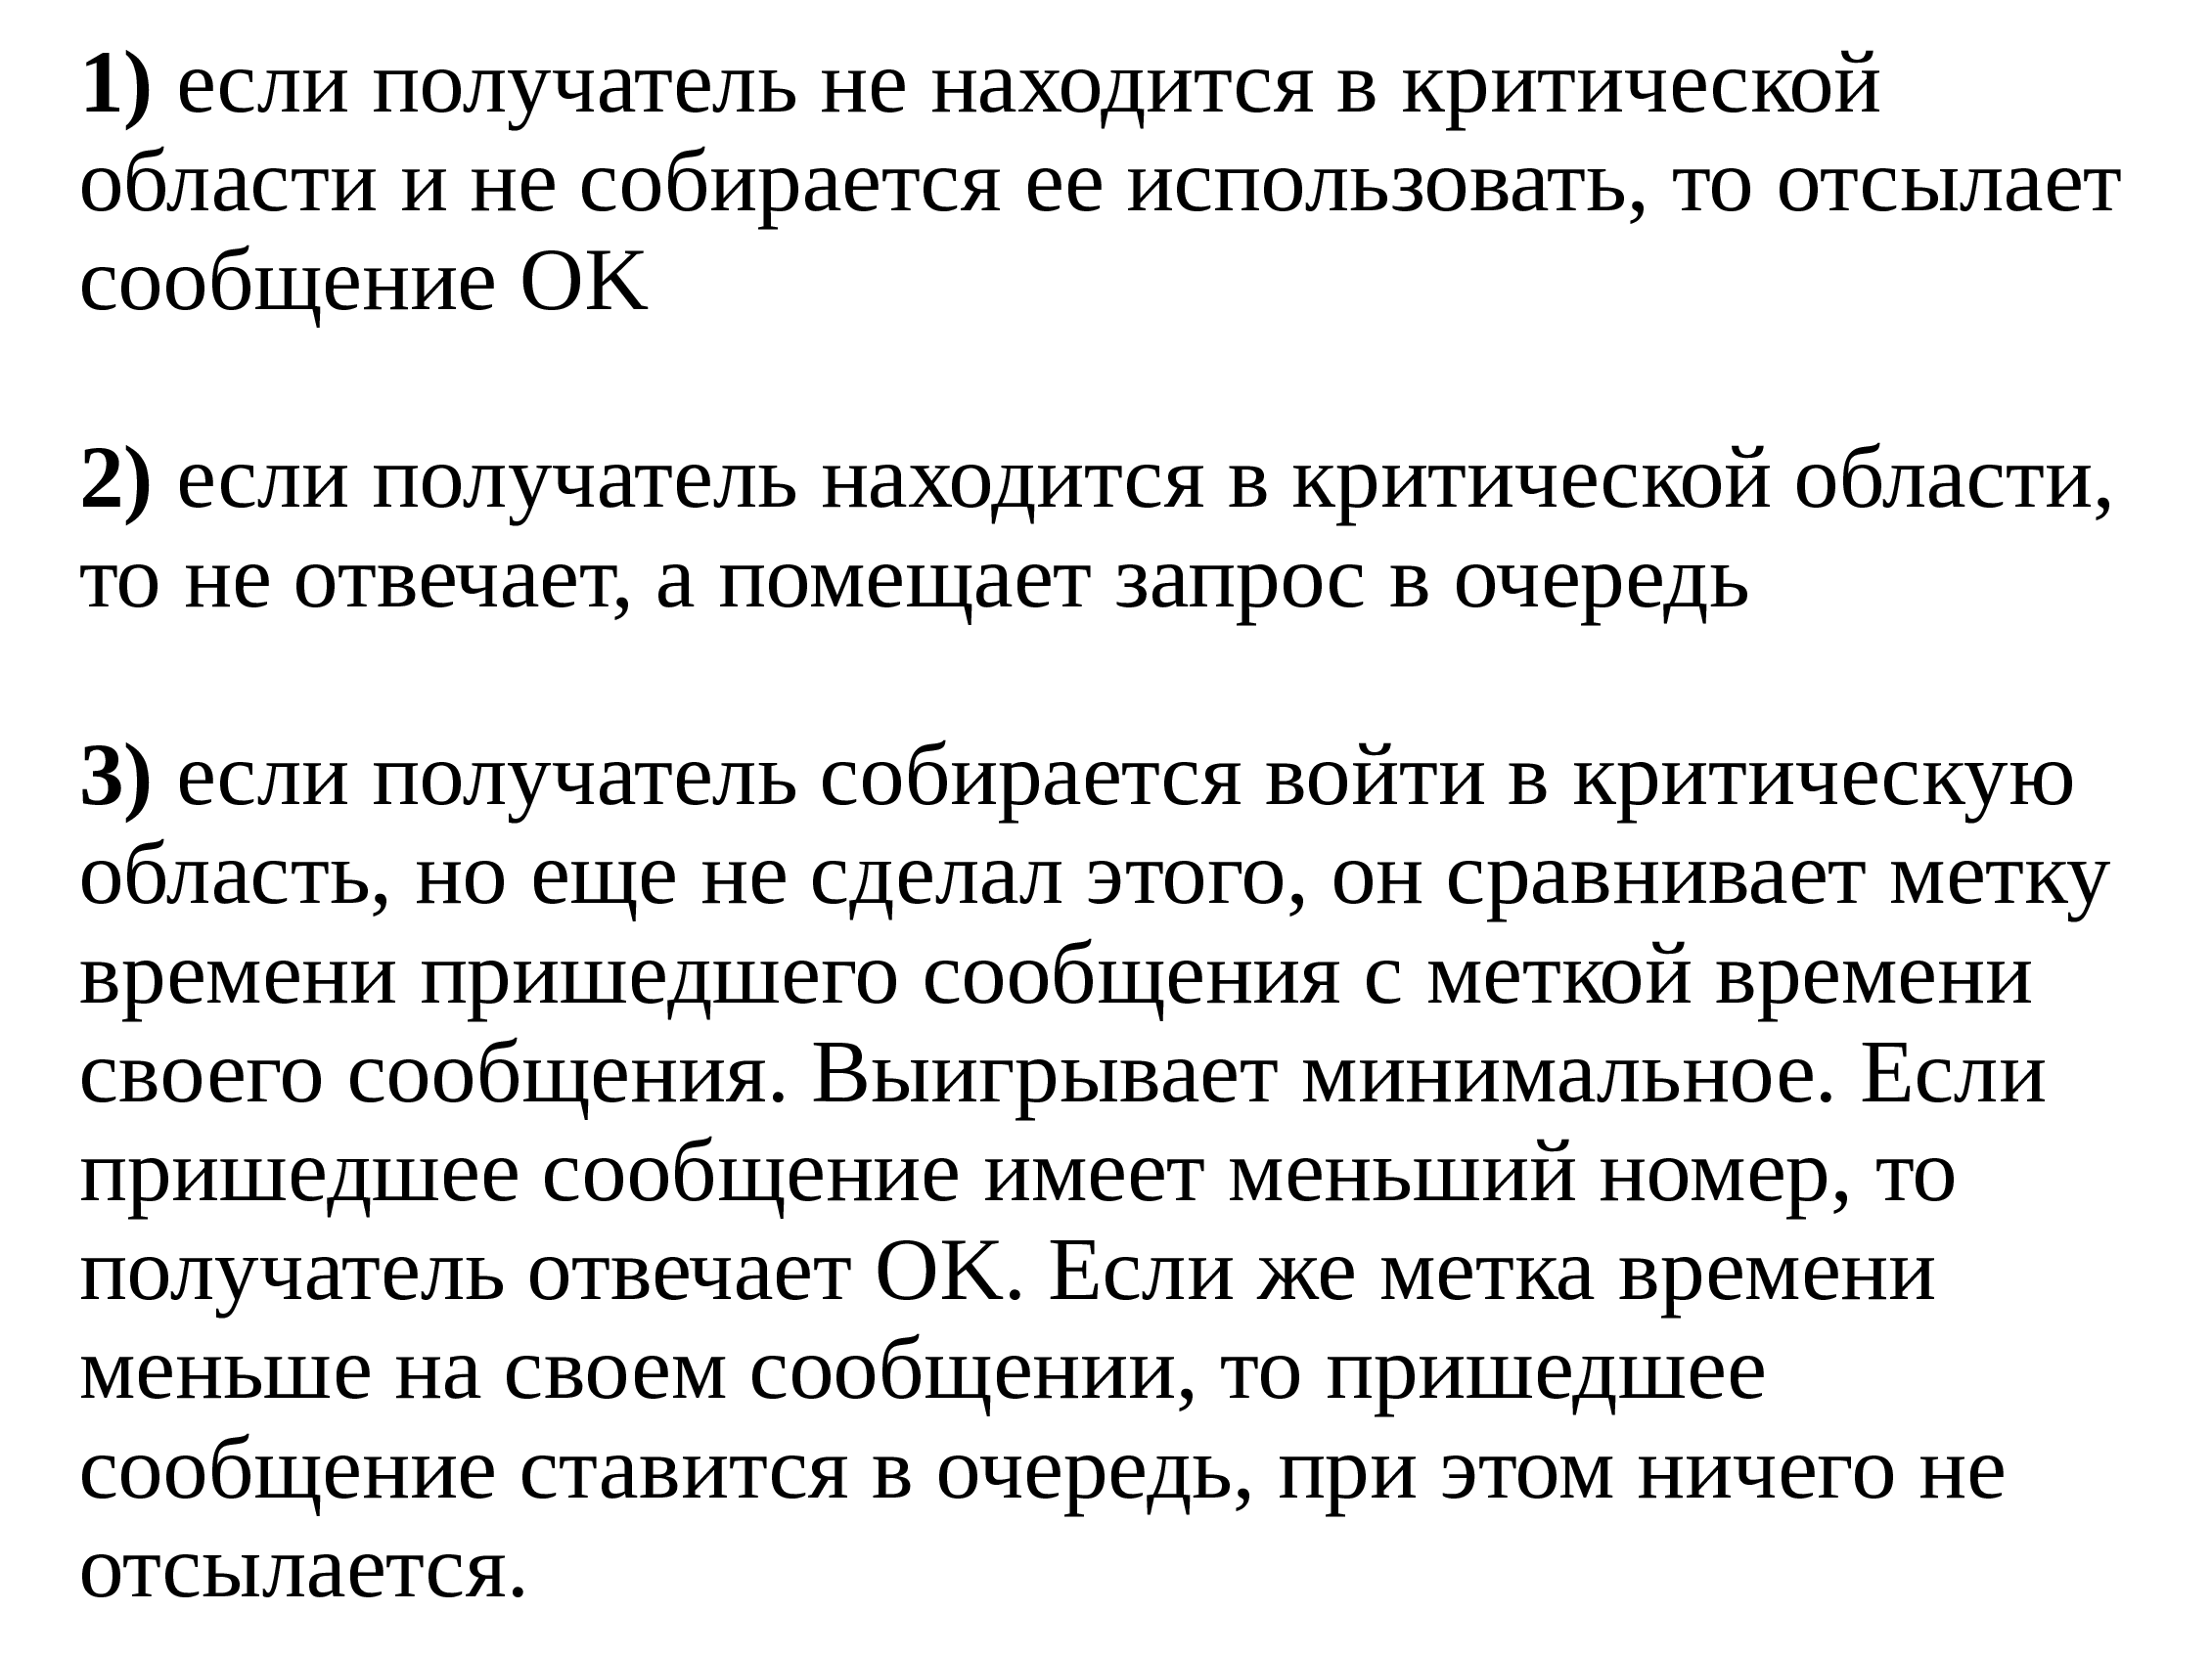 1) если получатель не находится в критической
области и не собирается ее использовать, то отсылает
сообщение OK
2) если получатель находится в критической области,
то не отвечает, а помещает запрос в очередь
3) если получатель собирается войти в критическую
область, но еще не сделал этого, он сравнивает метку
времени пришедшего сообщения с меткой времени
своего сообщения. Выигрывает минимальное. Если
пришедшее сообщение имеет меньший номер, то
получатель отвечает OK. Если же метка времени
меньше на своем сообщении, то пришедшее
сообщение ставится в очередь, при этом ничего не
отсылается.